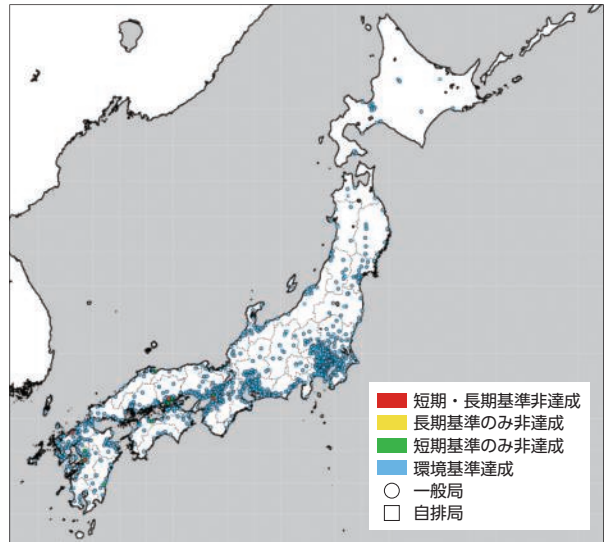 短期・長期基準非達成
長期基準のみ非達成
短期基準のみ非達成
環境基準達成
一般局
自排局